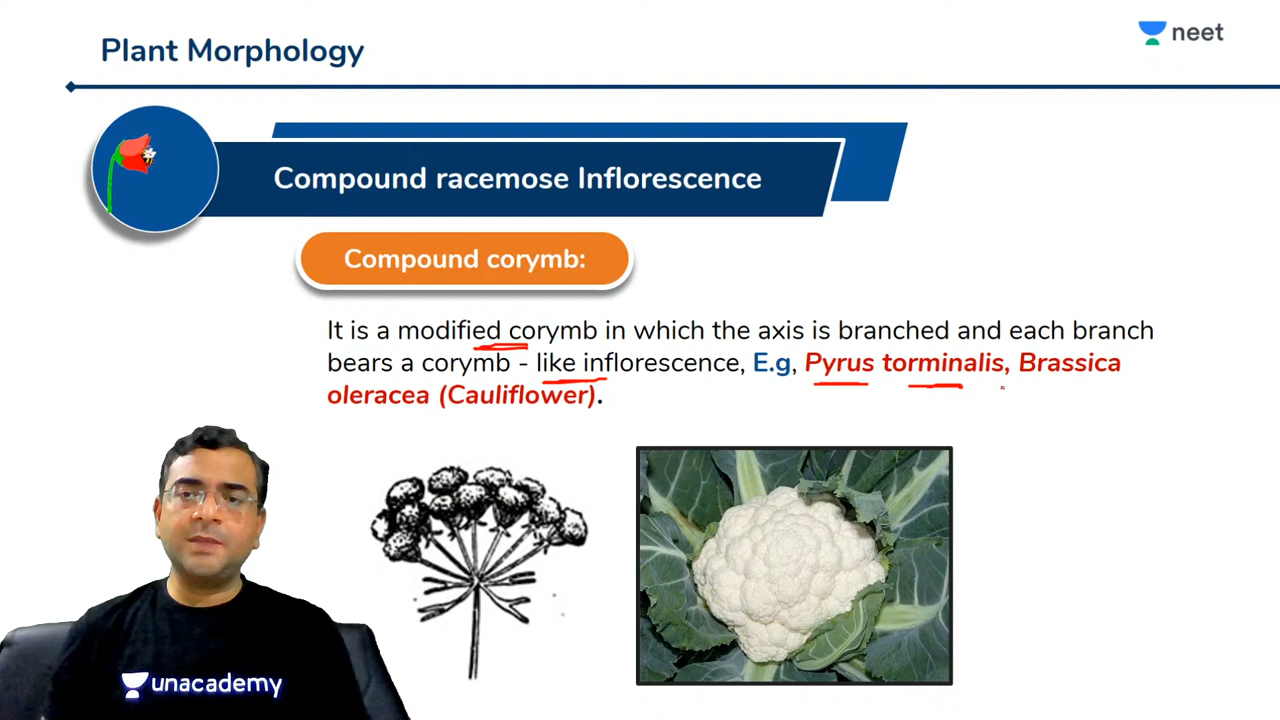 Plant Morphology
neet
Compound racemose Inflorescence
Compound corymb:
It is a modified corymb in which the axis is branched and each branch
bears a corymb - like inflorescence, E.g, Pyrus torminalis, Brassica
oleracea (Cauliflower).
unacademy